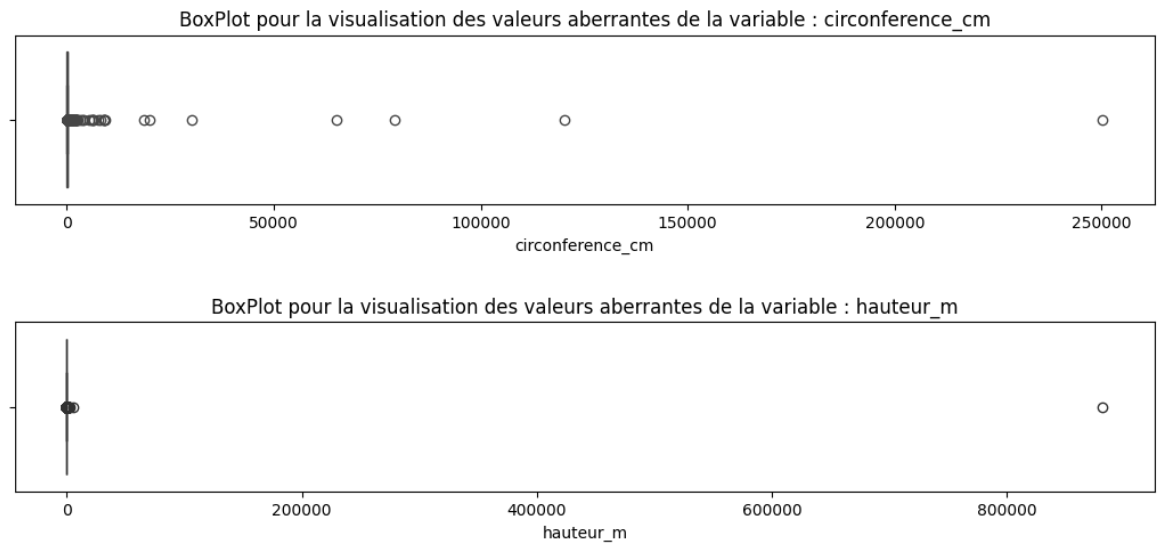 BoxPlot pour la visualisation des valeurs aberrantes de la variable : circonference_cm
0 50000 100000 150000 200000 250000
circonference_cm
BoxPlot pour la visualisation des valeurs aberrantes de la variable : hauteur_m
0 200000 400000 600000 800000
hauteur_m